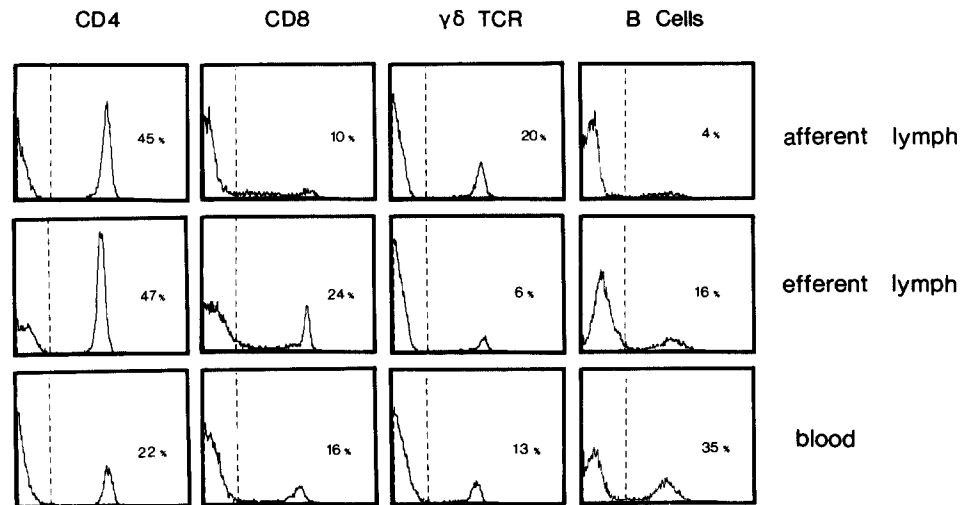 CD4 CD8 γδ TCR B Cells
45% 10% 20% 4% afferent lymph
47% 24% 6% 16% efferent lymph
22% 16% 13% 35% blood